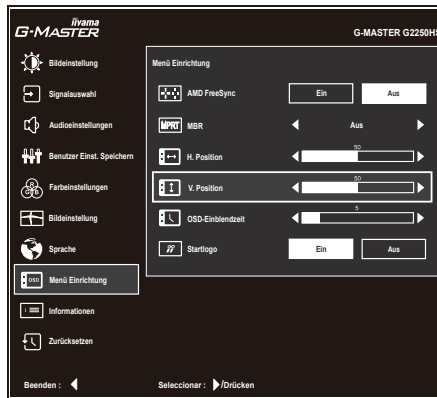 iiyama
G-MASTER
G-MASTER G2250HS
Bildeinstellung
Signalauswahl
Audioeinstellungen
Benutzer Einst. Speichern
Farbeinstellungen
R
G B
Bildeinstellung
Sprache
OSD Menü Einrichtung
i Informationen
Zurücksetzen
Menü Einrichtung
AMD FreeSync Ein Aus
MPRT MBR Aus
H. Position 50
V. Position 50
OSD-Einblendzeit 5
Startlogo Ein Aus
Beenden : Seleccionar : /Drücken